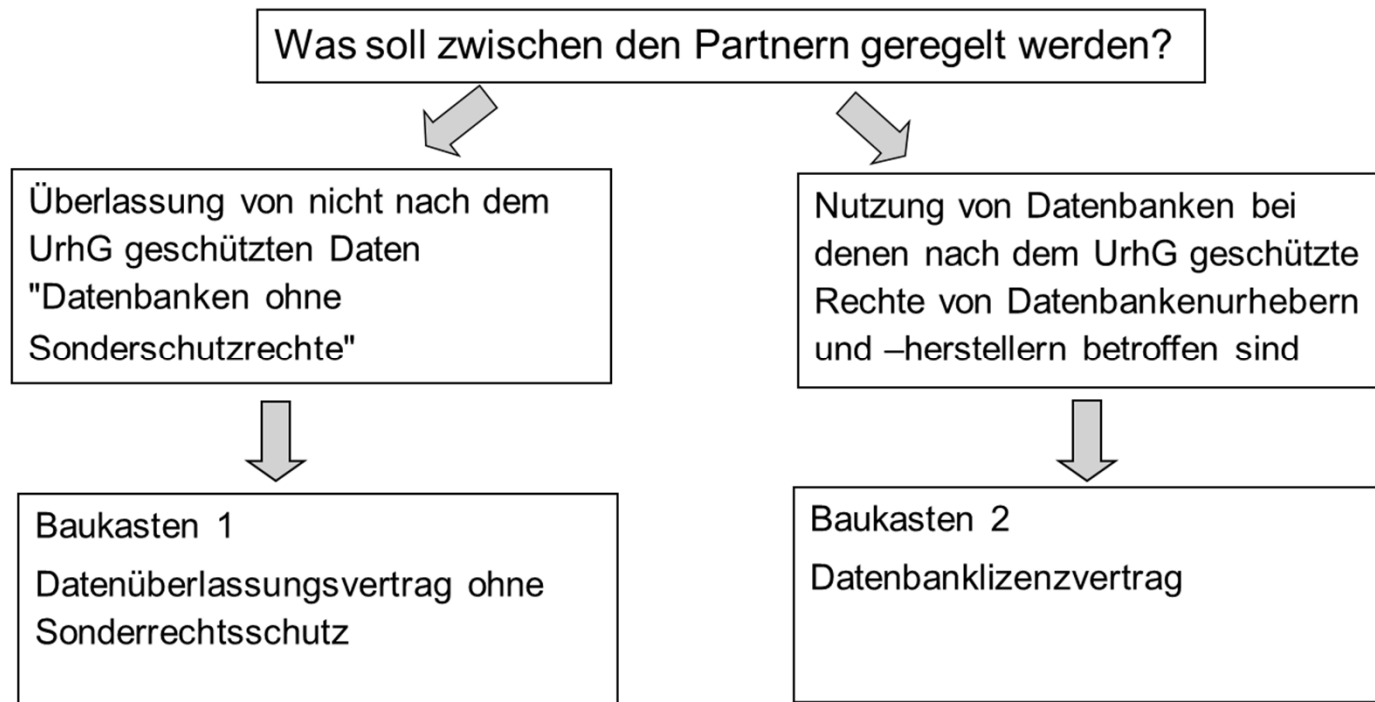 Was soll zwischen den Partnern geregelt werden?
Überlassung von nicht nach dem
UrhG geschützten Daten
"Datenbanken ohne
Sonderschutzrechte"
Nutzung von Datenbanken bei
denen nach dem UrhG geschützte
Rechte von Datenbankenurhebern
und –herstellern betroffen sind
Baukasten 1
Datenüberlassungsvertrag ohne
Sonderrechtsschutz
Baukasten 2
Datenbanklizenzvertrag